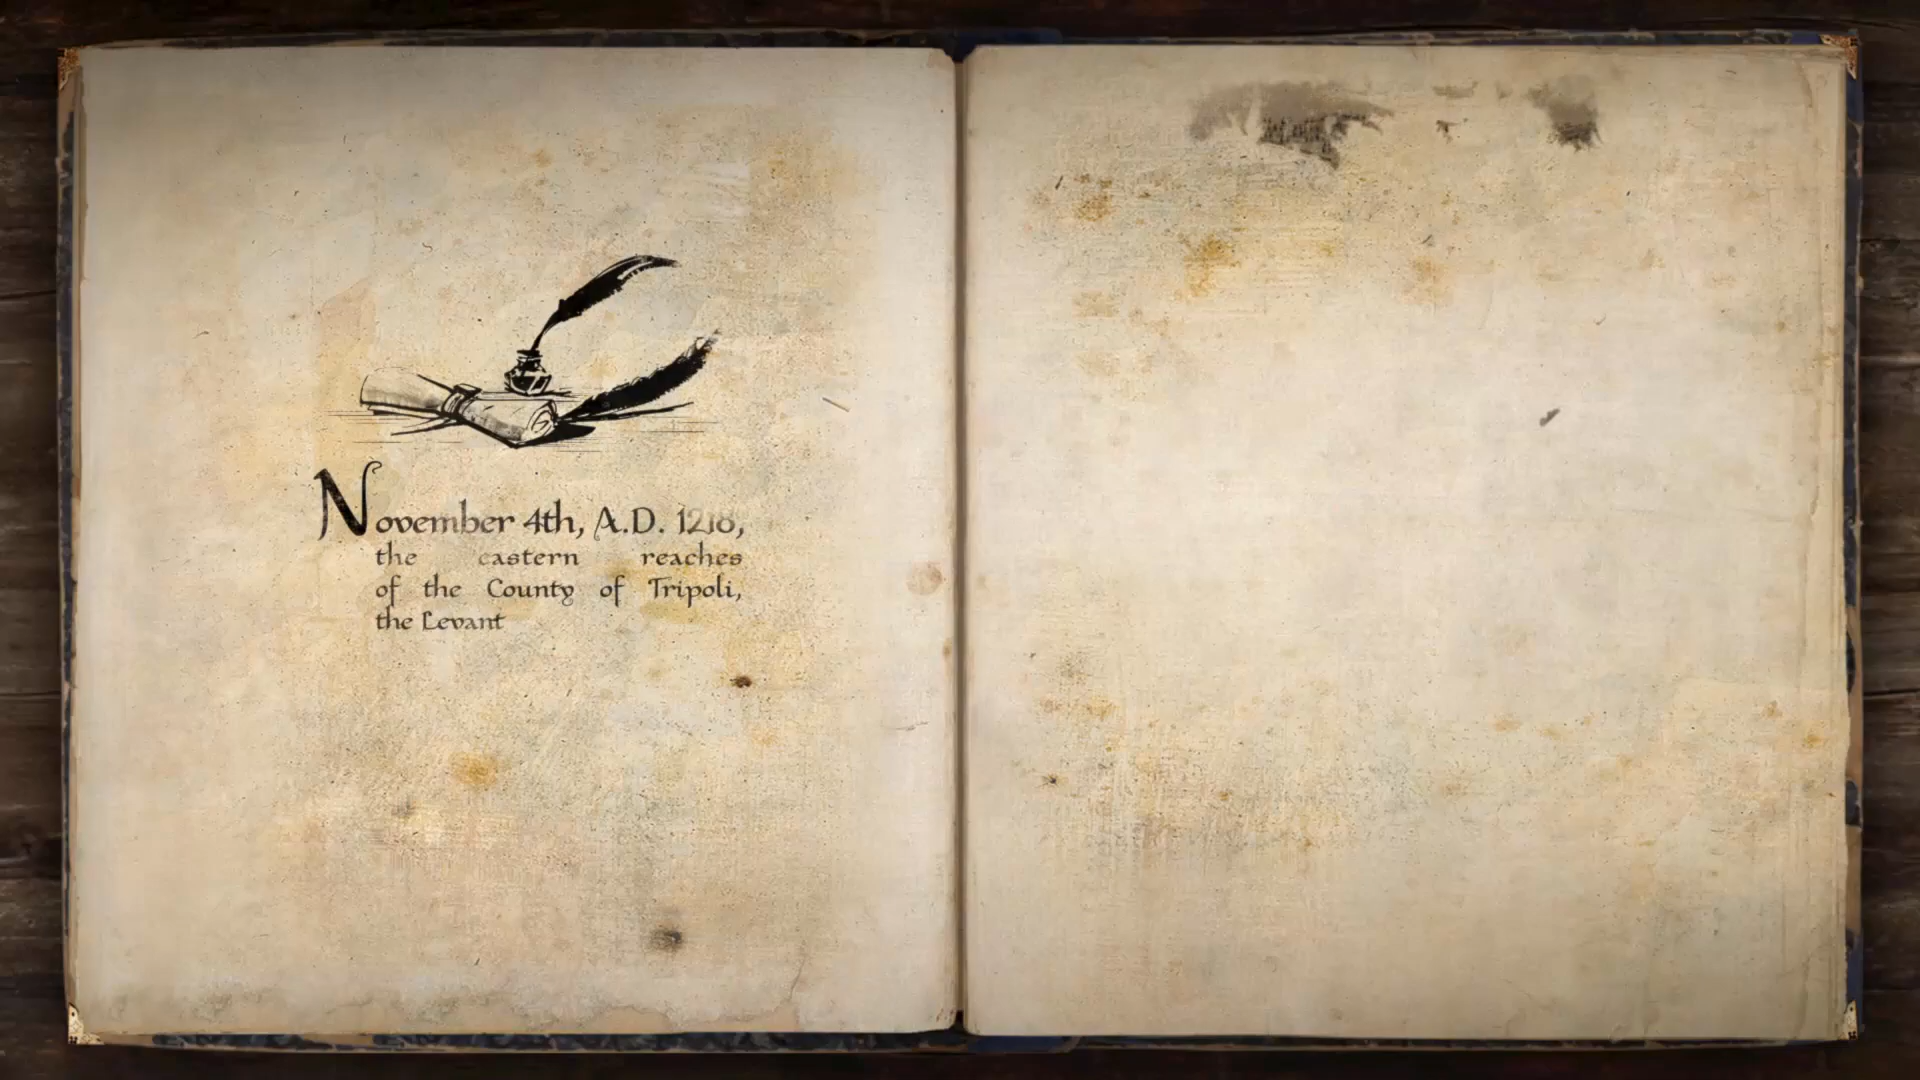 November 4th, A.D. 1218,
the eastern reaches
of the County of Tripoli,
the Levant